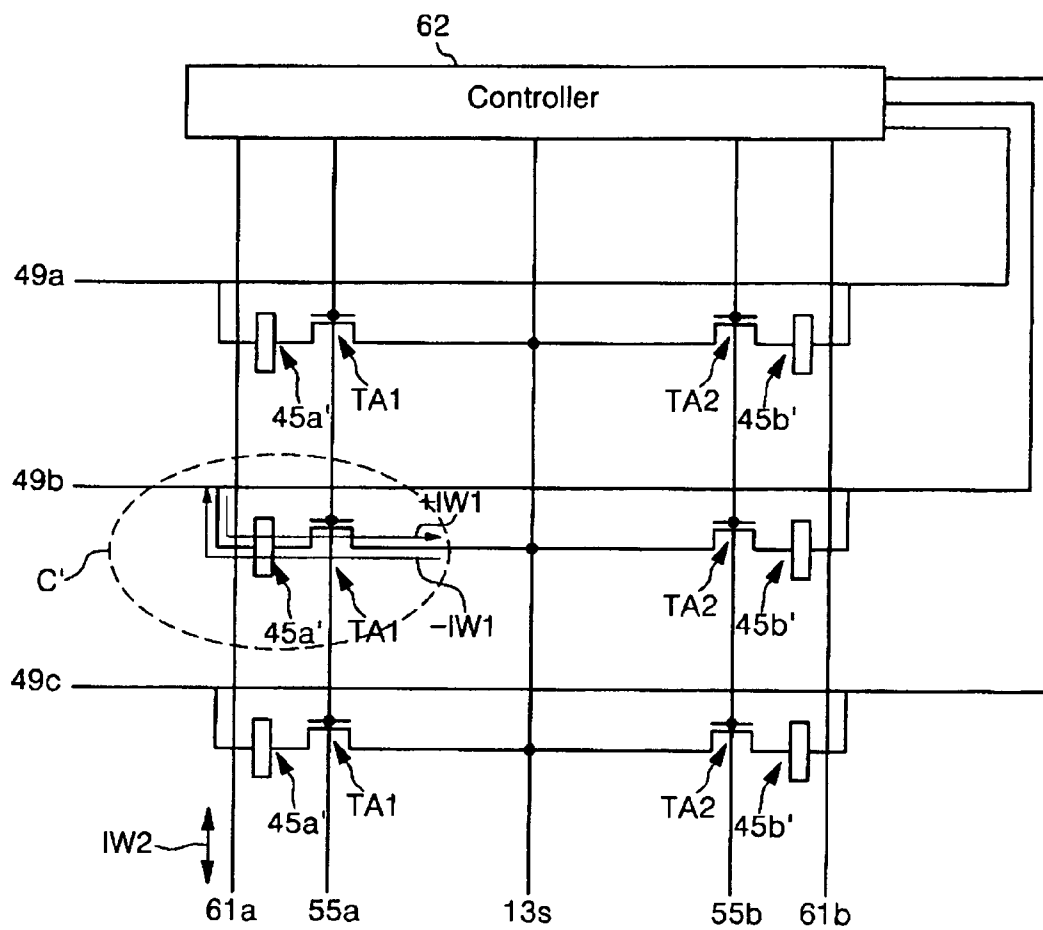 62
Controller
49a
TA1
TA2
45a'
45b'
49b
+IW1
C'
TA1
TA2
45a'
−IW1
45b'
49c
TA1
TA2
45a'
45b'
IW2
61a
55a
13s
55b
61b